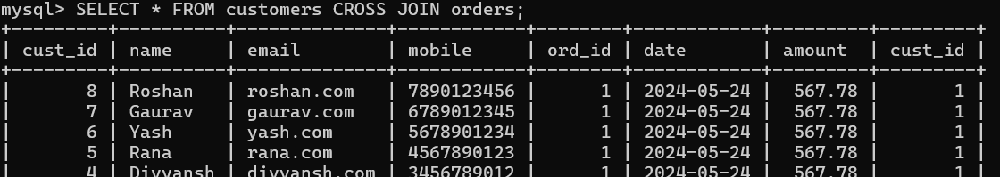 mysql> SELECT * FROM customers CROSS JOIN orders;
+---------+----------+--------------+------------+--------+------------+---------+---------+
| cust_id | name     | email        | mobile     | ord_id | date       | amount  | cust_id |
+---------+----------+--------------+------------+--------+------------+---------+---------+
|       8 | Roshan   | roshan.com   | 7890123456 |      1 | 2024-05-24 |  567.78 |       1 |
|       7 | Gaurav   | gaurav.com   | 6789012345 |      1 | 2024-05-24 |  567.78 |       1 |
|       6 | Yash     | yash.com     | 5678901234 |      1 | 2024-05-24 |  567.78 |       1 |
|       5 | Rana     | rana.com     | 4567890123 |      1 | 2024-05-24 |  567.78 |       1 |
|       4 | Divyansh | divyansh.com | 3456789012 |      1 | 2024-05-24 |  567.78 |       1 |